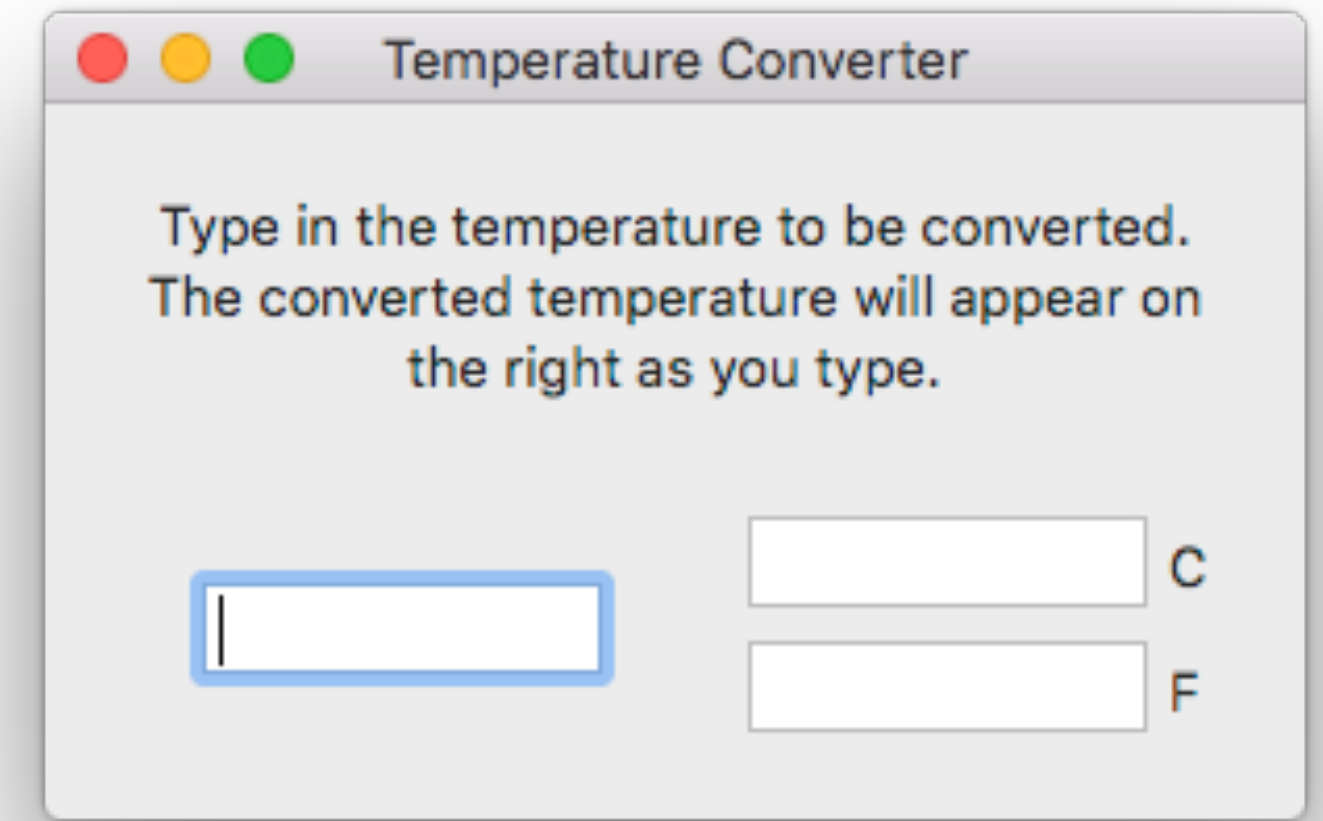 Temperature Converter
Type in the temperature to be converted.
The converted temperature will appear on
the right as you type.
C
F